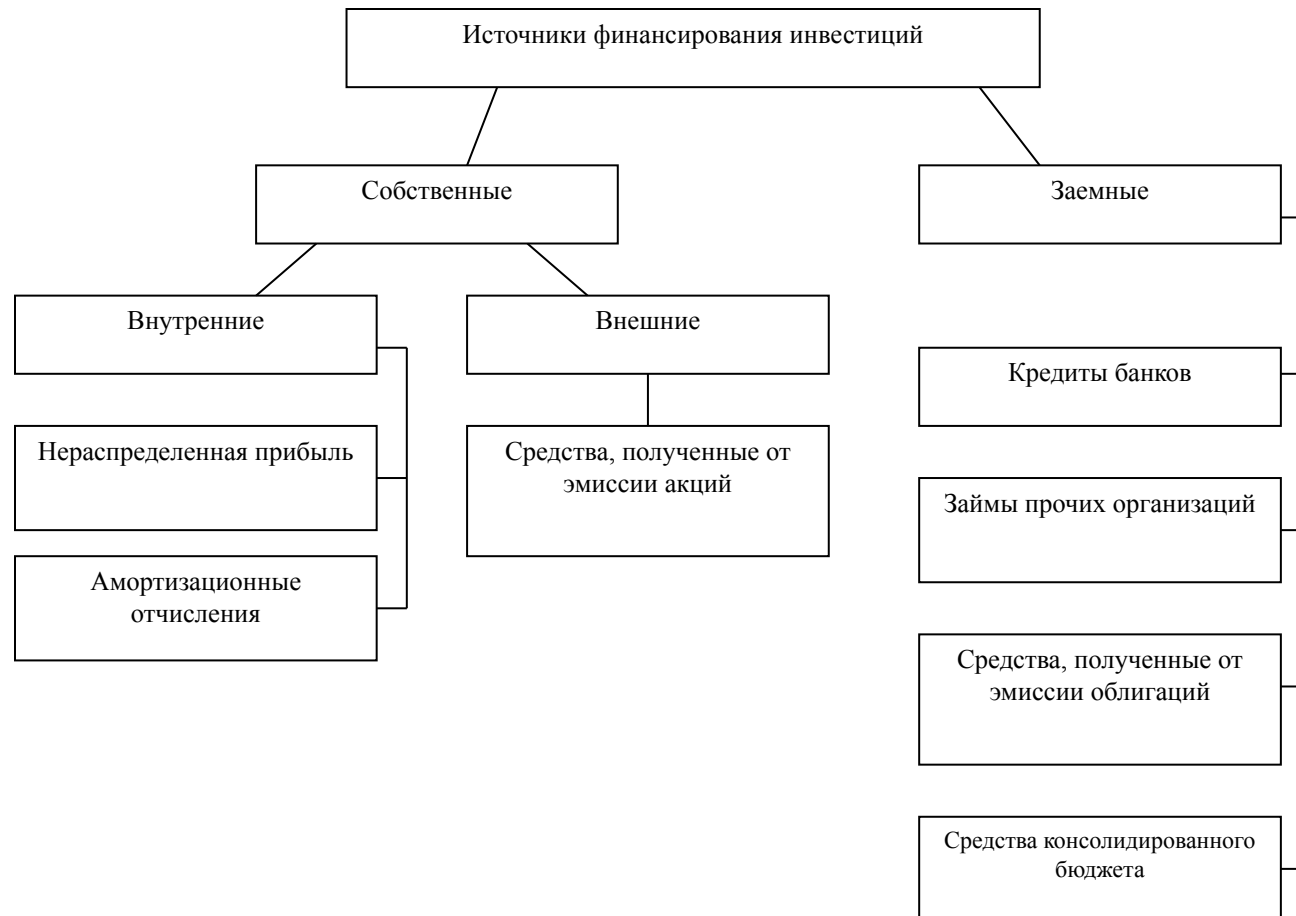 Источники финансирования инвестиций
Собственные
Заемные
Внутренние
Внешние
Кредиты банков
Нераспределенная прибыль
Средства, полученные от
эмиссии акций
Займы прочих организаций
Амортизационные
отчисления
Средства, полученные от
эмиссии облигаций
Средства консолидированного
бюджета